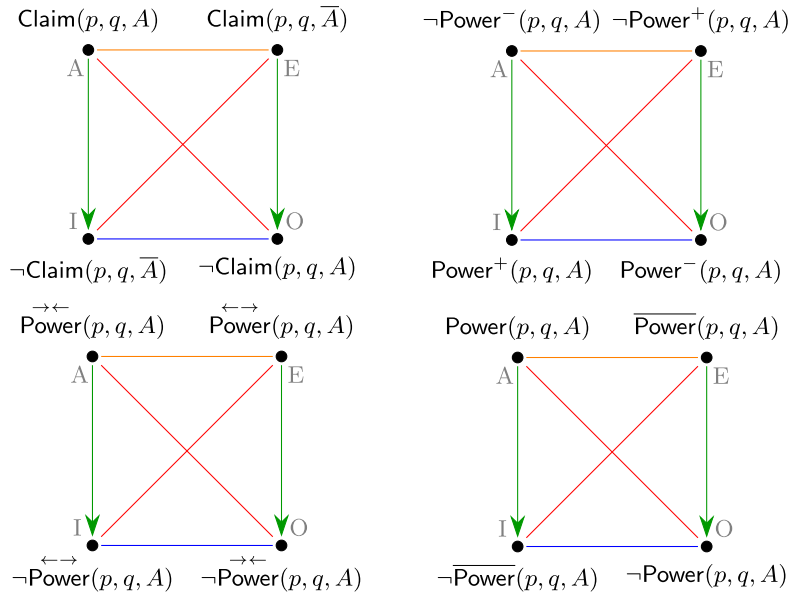 Claim(p, q, A) Claim(p, q, A̅) ¬Power⁻(p, q, A) ¬Power⁺(p, q, A)
A E A E
I O I O
¬Claim(p, q, A̅) ¬Claim(p, q, A) Power⁺(p, q, A) Power⁻(p, q, A)
→← ←→
Power(p, q, A) Power(p, q, A) Power(p, q, A) P̅o̅w̅e̅r̅(p, q, A)
A E A E
I O I O
←→ →←
¬Power(p, q, A) ¬Power(p, q, A) ¬P̅o̅w̅e̅r̅(p, q, A) ¬Power(p, q, A)